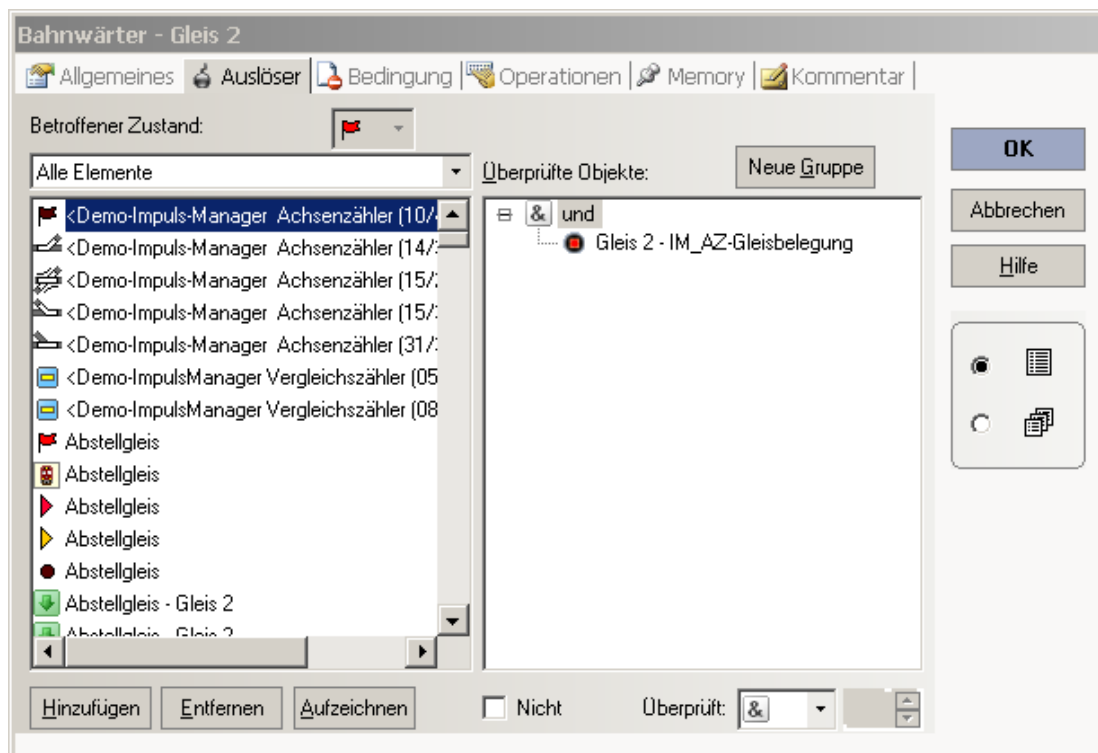 Bahnwärter - Gleis 2
Allgemeines Auslöser Bedingung Operationen Memory Kommentar
Betroffener Zustand:
Alle Elemente
Überprüfte Objekte:
Neue Gruppe
OK
Abbrechen
Hilfe
<Demo-Impuls-Manager Achsenzähler (10/
<Demo-Impuls-Manager Achsenzähler (14/
<Demo-Impuls-Manager Achsenzähler (15/
<Demo-Impuls-Manager Achsenzähler (15/
<Demo-Impuls-Manager Achsenzähler (31/
<Demo-ImpulsManager Vergleichszähler (05
<Demo-ImpulsManager Vergleichszähler (08
Abstellgleis
Abstellgleis
Abstellgleis
Abstellgleis
Abstellgleis
Abstellgleis - Gleis 2
Abstellgleis - Gleis 2
& und
Gleis 2 - IM_AZ-Gleisbelegung
Hinzufügen Entfernen Aufzeichnen
Nicht Überprüft: &